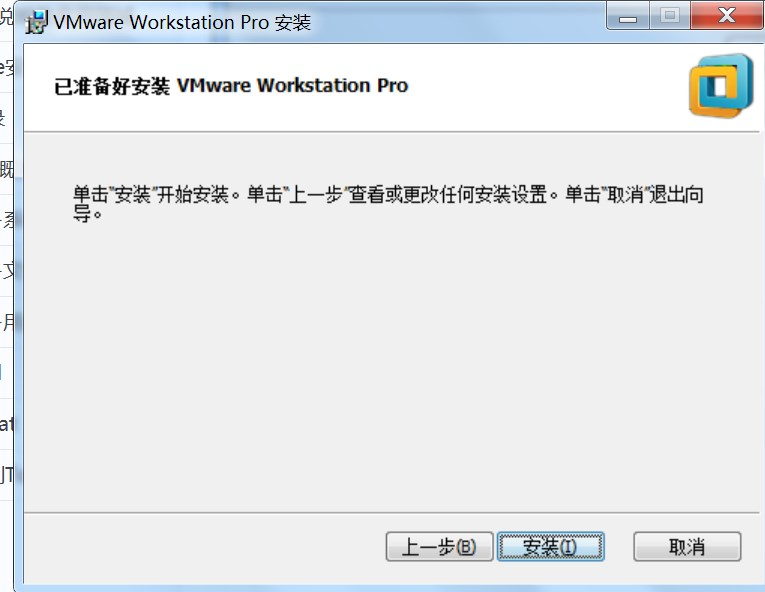 VMware Workstation Pro 安装
已准备好安装 VMware Workstation Pro
单击"安装"开始安装。单击"上一步"查看或更改任何安装设置。单击"取消"退出向
导。
上一步(B) 安装(I) 取消